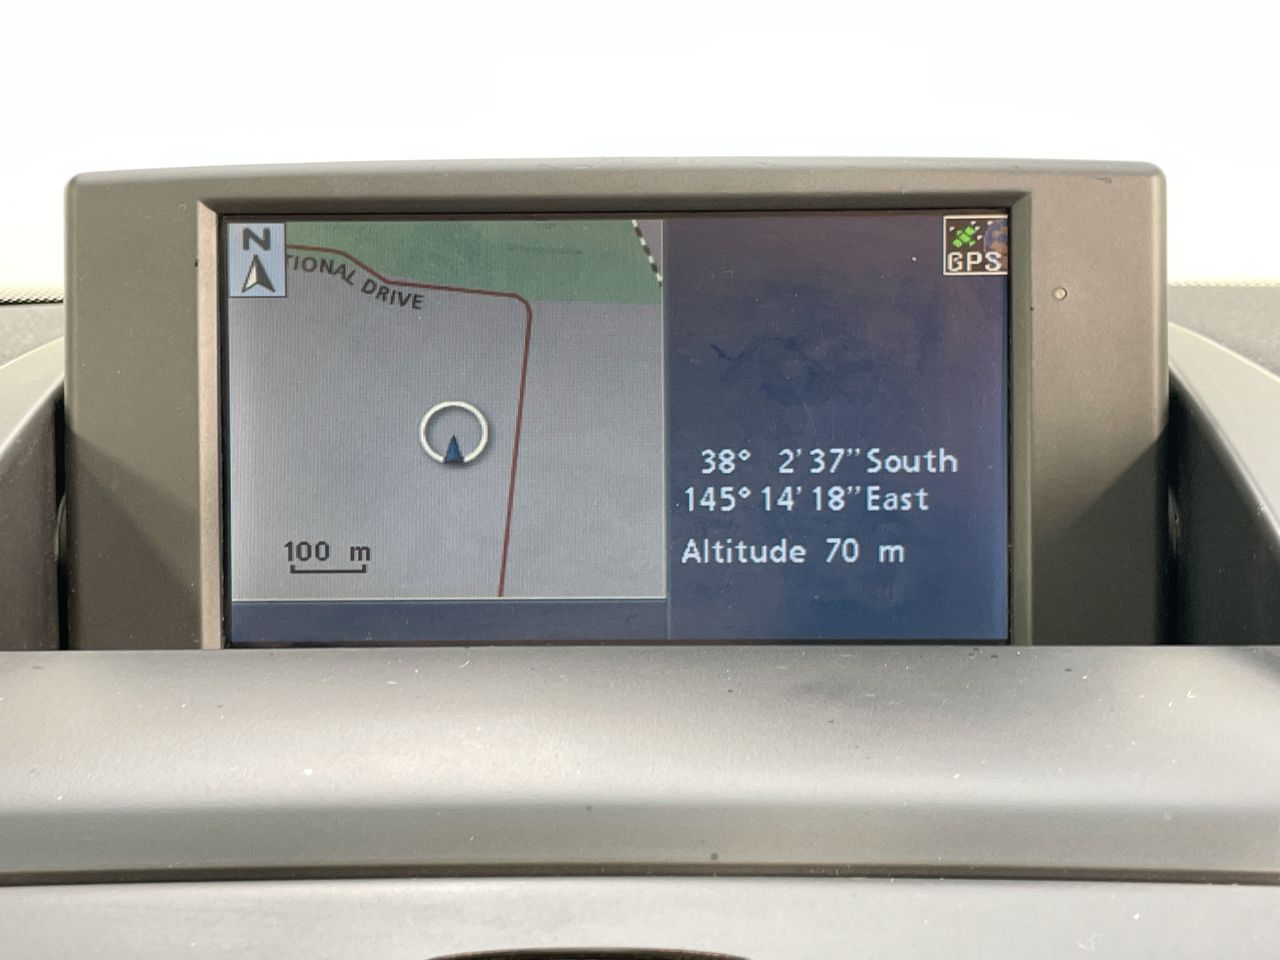 N
TIONAL DRIVE
100 m
GPS
38° 2'37"South
145° 14' 18"East
Altitude 70 m